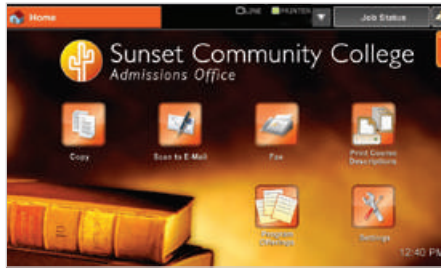 Home
LINE PRINTER
Job Status
Sunset Community College
Admissions Office
Copy
Scan to E-Mail
Fax
Print Course
Descriptions
Program
Settings
12:40 PM